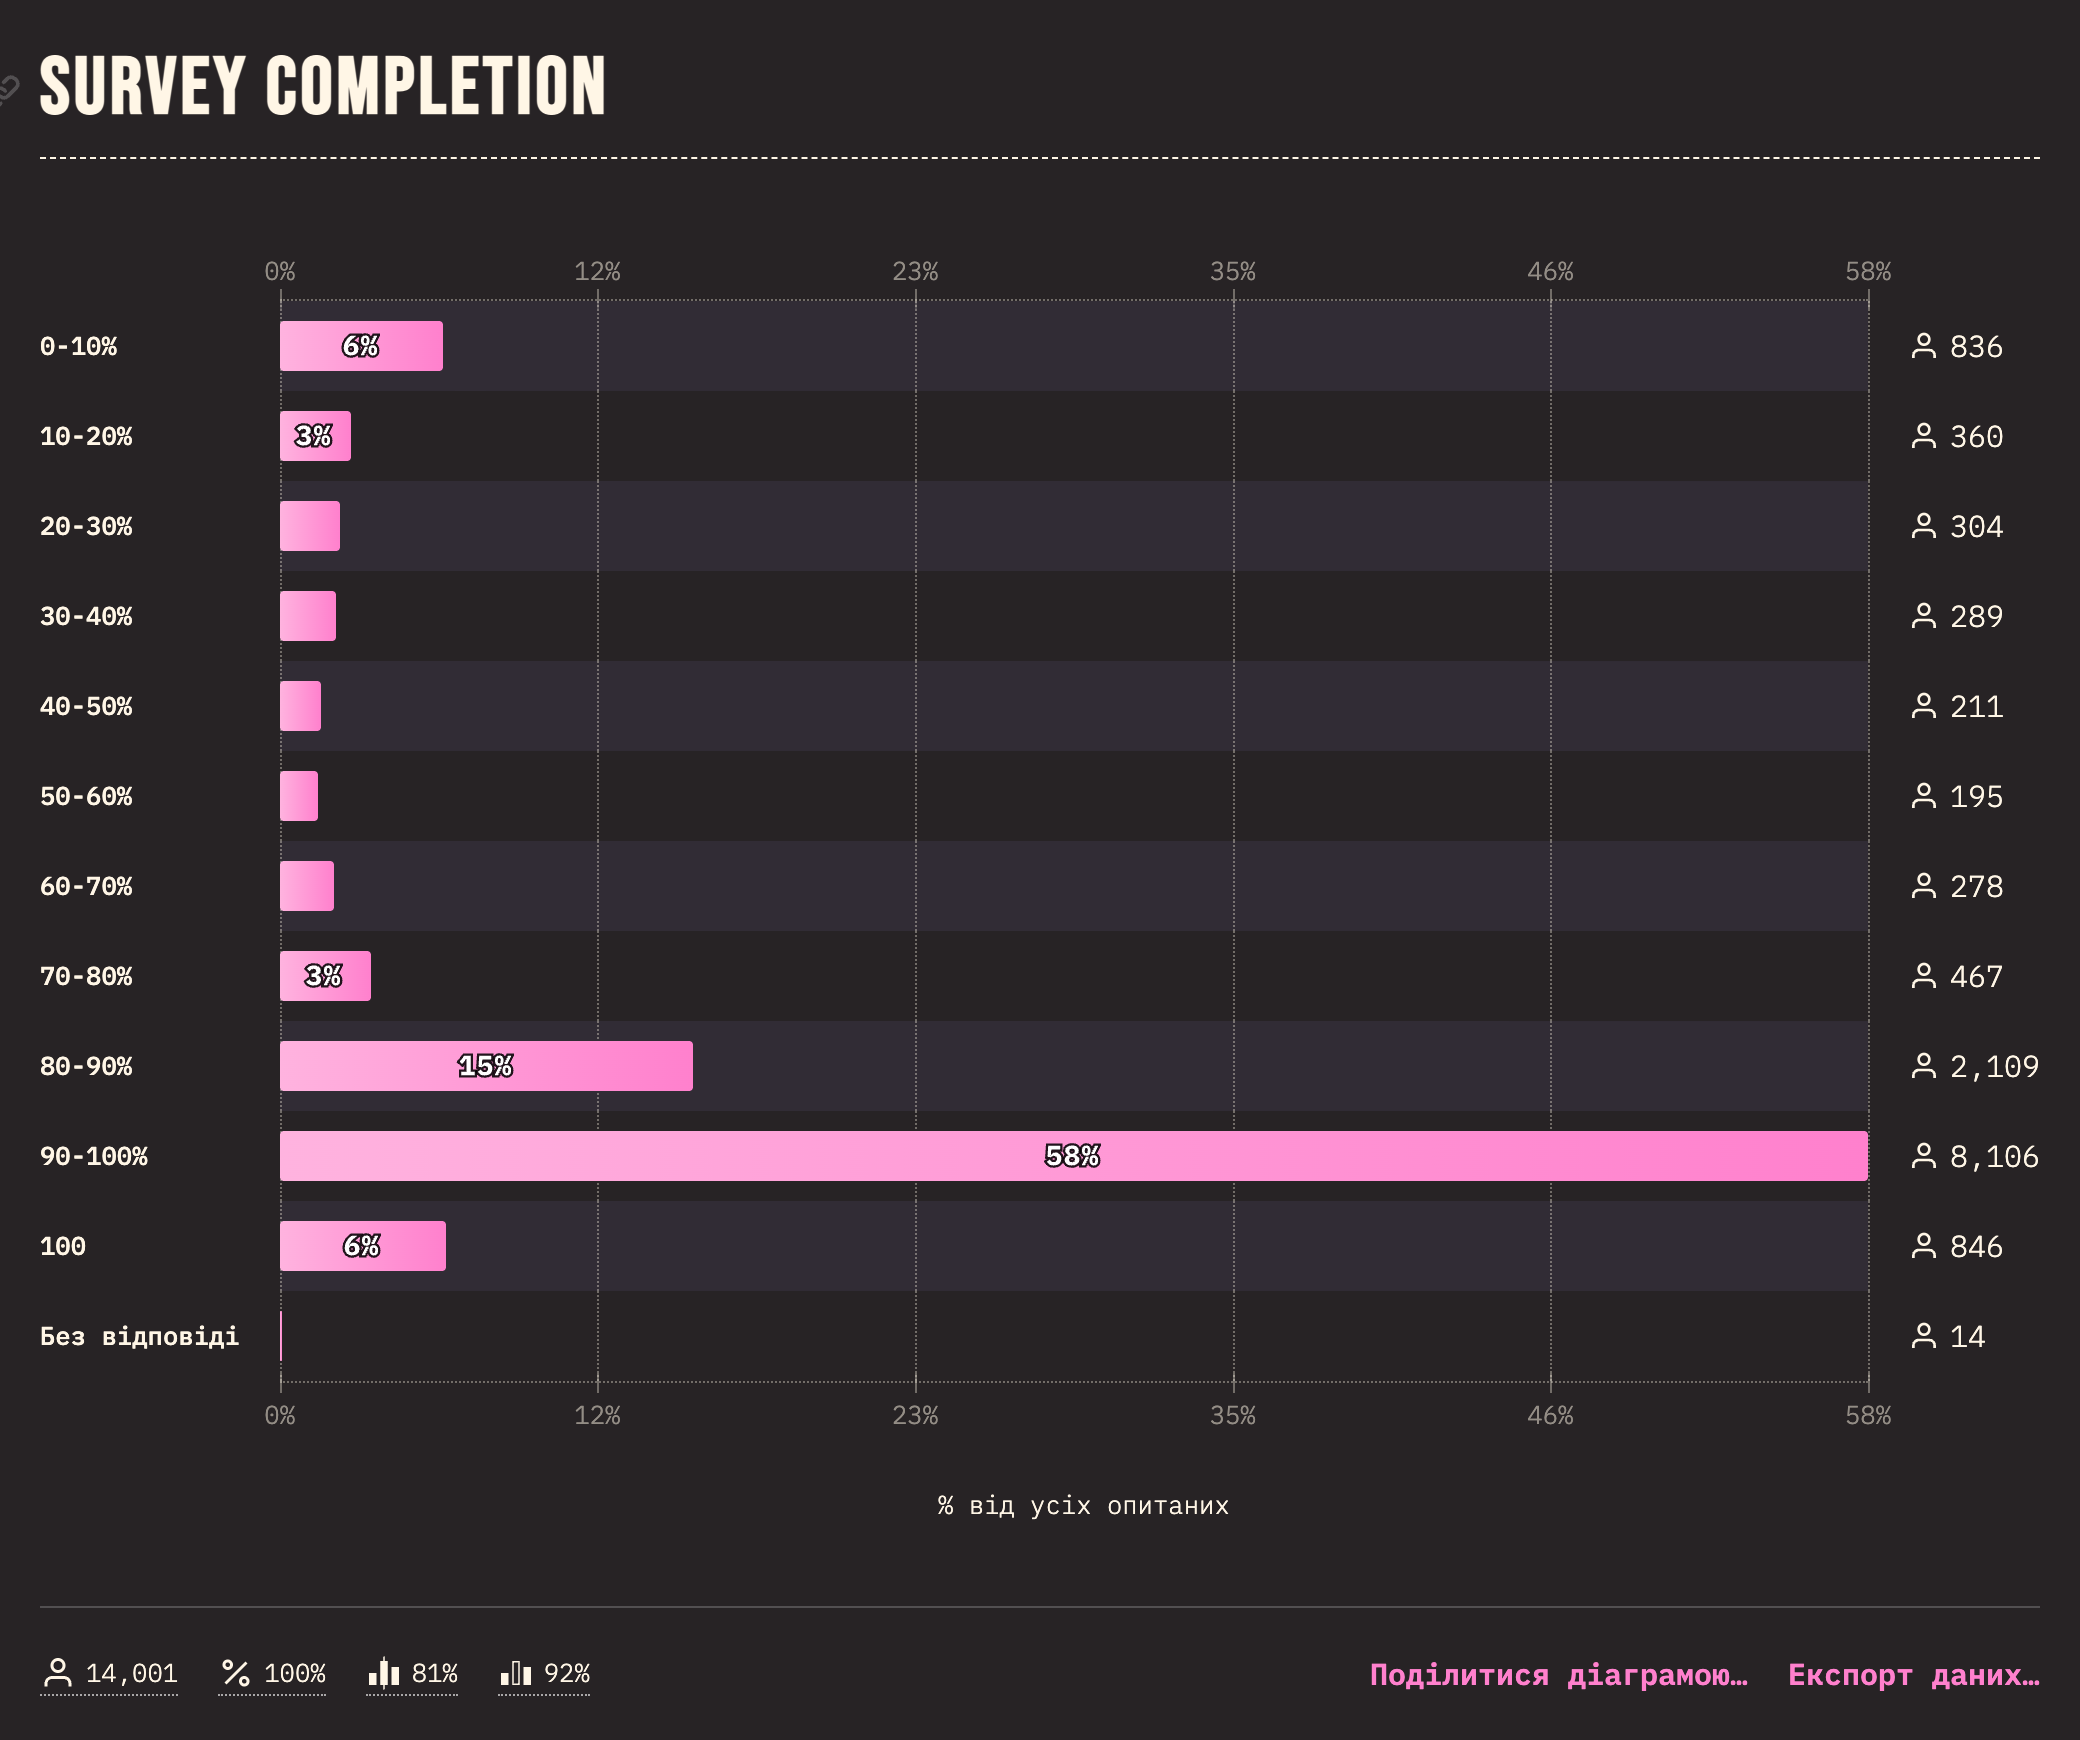 SURVEY COMPLETION
0% 12% 23% 35% 46% 58%
0-10% 6% 836
10-20% 3% 360
20-30% 304
30-40% 289
40-50% 211
50-60% 195
60-70% 278
70-80% 3% 467
80-90% 15% 2,109
90-100% 58% 8,106
100 6% 846
Без відповіді 14
0% 12% 23% 35% 46% 58%
% від усіх опитаних
14,001 % 100% 81% 92% Поділитися діаграмою… Експорт даних…